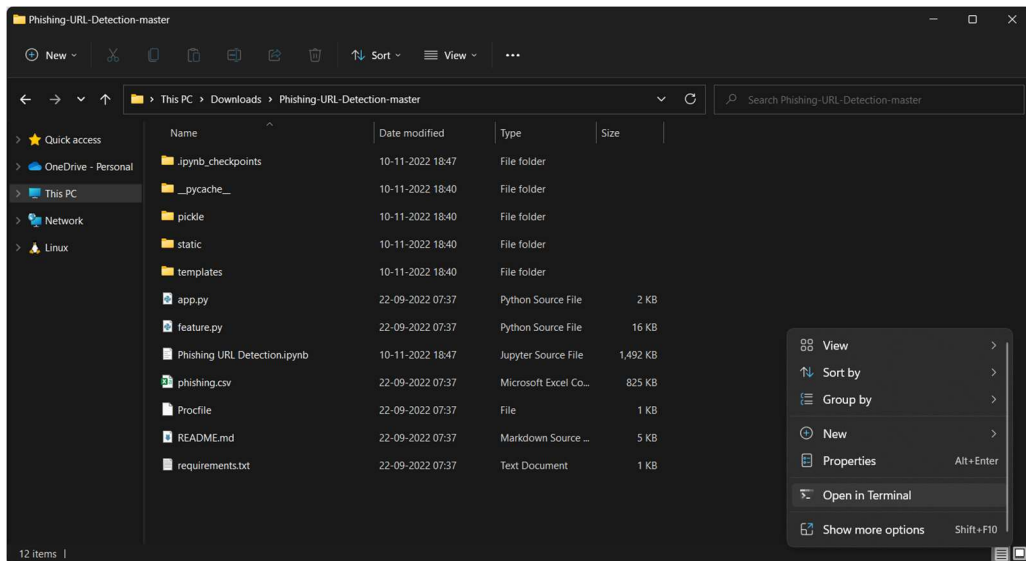 Phishing-URL-Detection-master
New
Sort
View
This PC > Downloads > Phishing-URL-Detection-master
Search Phishing-URL-Detection-master
Quick access
OneDrive - Personal
This PC
Network
Linux
Name Date modified Type Size
.ipynb_checkpoints 10-11-2022 18:47 File folder
__pycache__ 10-11-2022 18:40 File folder
pickle 10-11-2022 18:40 File folder
static 10-11-2022 18:40 File folder
templates 10-11-2022 18:40 File folder
app.py 22-09-2022 07:37 Python Source File 2 KB
feature.py 22-09-2022 07:37 Python Source File 16 KB
Phishing URL Detection.ipynb 10-11-2022 18:47 Jupyter Source File 1,492 KB
phishing.csv 22-09-2022 07:37 Microsoft Excel Co... 825 KB
Procfile 22-09-2022 07:37 File 1 KB
README.md 22-09-2022 07:37 Markdown Source ... 5 KB
requirements.txt 22-09-2022 07:37 Text Document 1 KB
View
Sort by
Group by
New
Properties Alt+Enter
Open in Terminal
Show more options Shift+F10
12 items